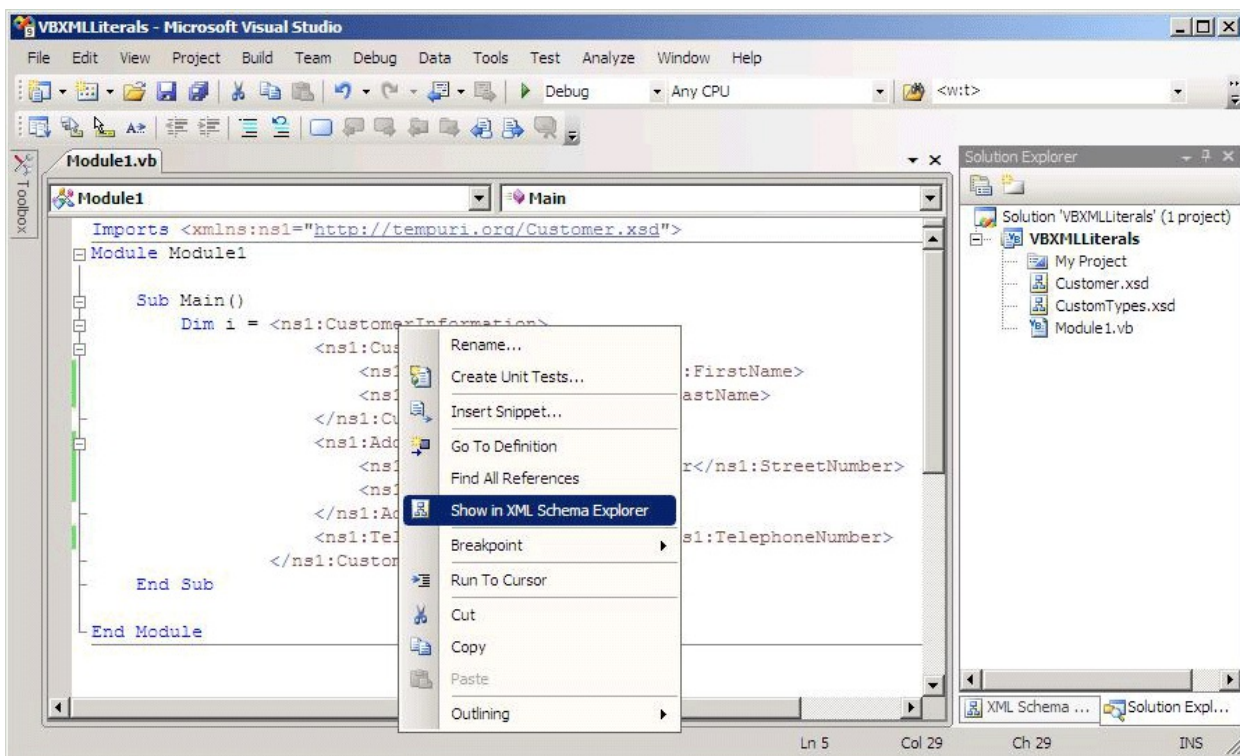 VBXMLLiterals - Microsoft Visual Studio
File Edit View Project Build Team Debug Data Tools Test Analyze Window Help
Debug Any CPU <w:t>
Toolbox
Module1.vb
Module1 Main
Imports <xmlns:ns1="http://tempuri.org/Customer.xsd">
Module Module1
Sub Main()
Dim i = <ns1:CustomerInformation>
<ns1:Cus
<ns1 :FirstName>
<ns1 astName>
</ns1:Cu
<ns1:Add
<ns1 r</ns1:StreetNumber>
<ns1
</ns1:Ad
<ns1:Tel s1:TelephoneNumber>
</ns1:Custom
End Sub
End Module
Rename...
Create Unit Tests...
Insert Snippet...
Go To Definition
Find All References
Show in XML Schema Explorer
Breakpoint
Run To Cursor
Cut
Copy
Paste
Outlining
Solution Explorer
Solution 'VBXMLLiterals' (1 project)
VBXMLLiterals
My Project
Customer.xsd
CustomTypes.xsd
Module1.vb
XML Schema ... Solution Expl...
Ln 5 Col 29 Ch 29 INS